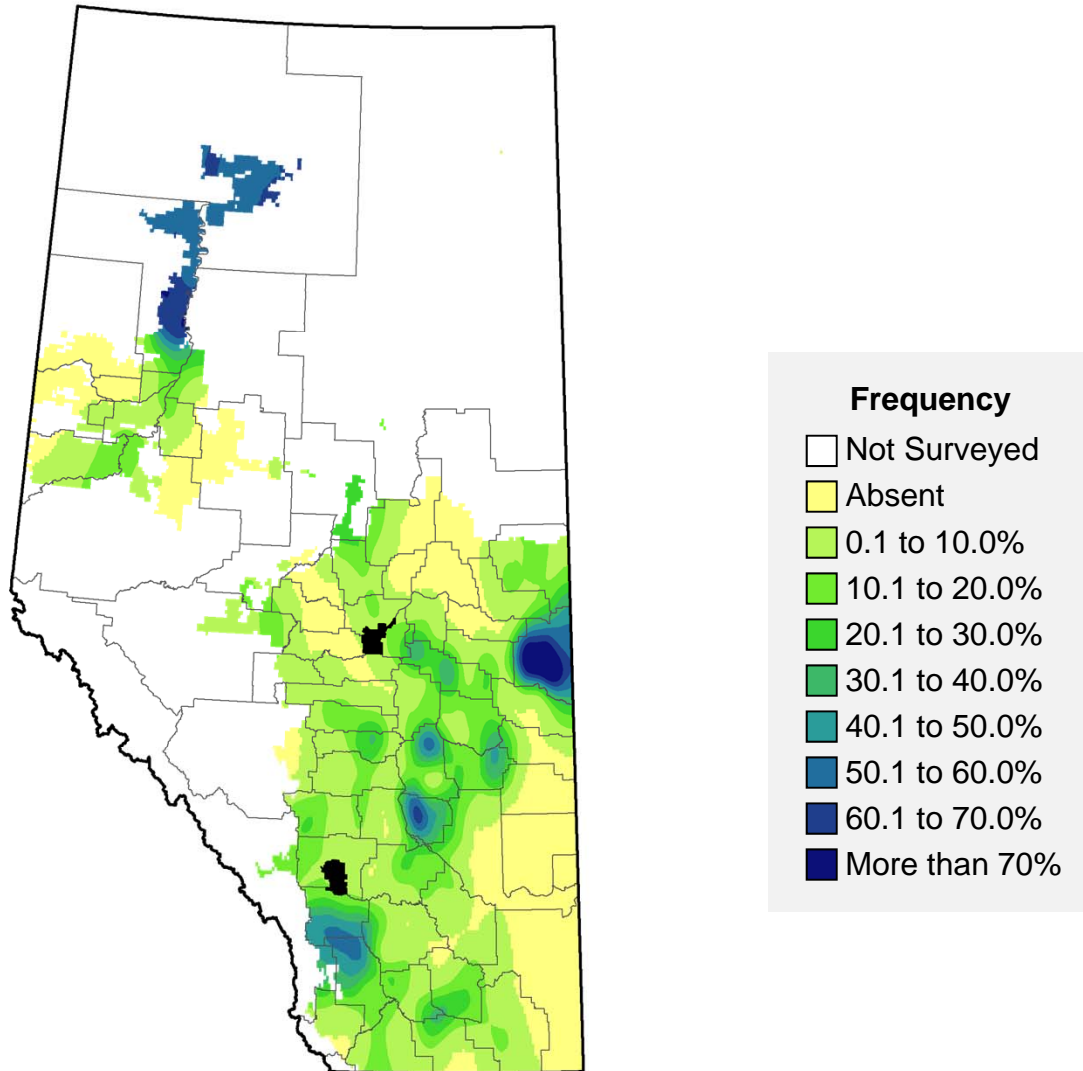 Frequency
Not Surveyed
Absent
0.1 to 10.0%
10.1 to 20.0%
20.1 to 30.0%
30.1 to 40.0%
40.1 to 50.0%
50.1 to 60.0%
60.1 to 70.0%
More than 70%